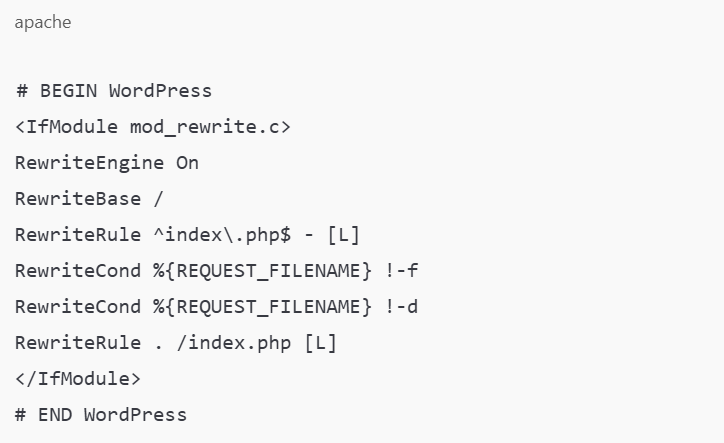 apache
# BEGIN WordPress
<IfModule mod_rewrite.c>
RewriteEngine On
RewriteBase /
RewriteRule ^index\.php$ - [L]
RewriteCond %{REQUEST_FILENAME} !-f
RewriteCond %{REQUEST_FILENAME} !-d
RewriteRule . /index.php [L]
</IfModule>
# END WordPress